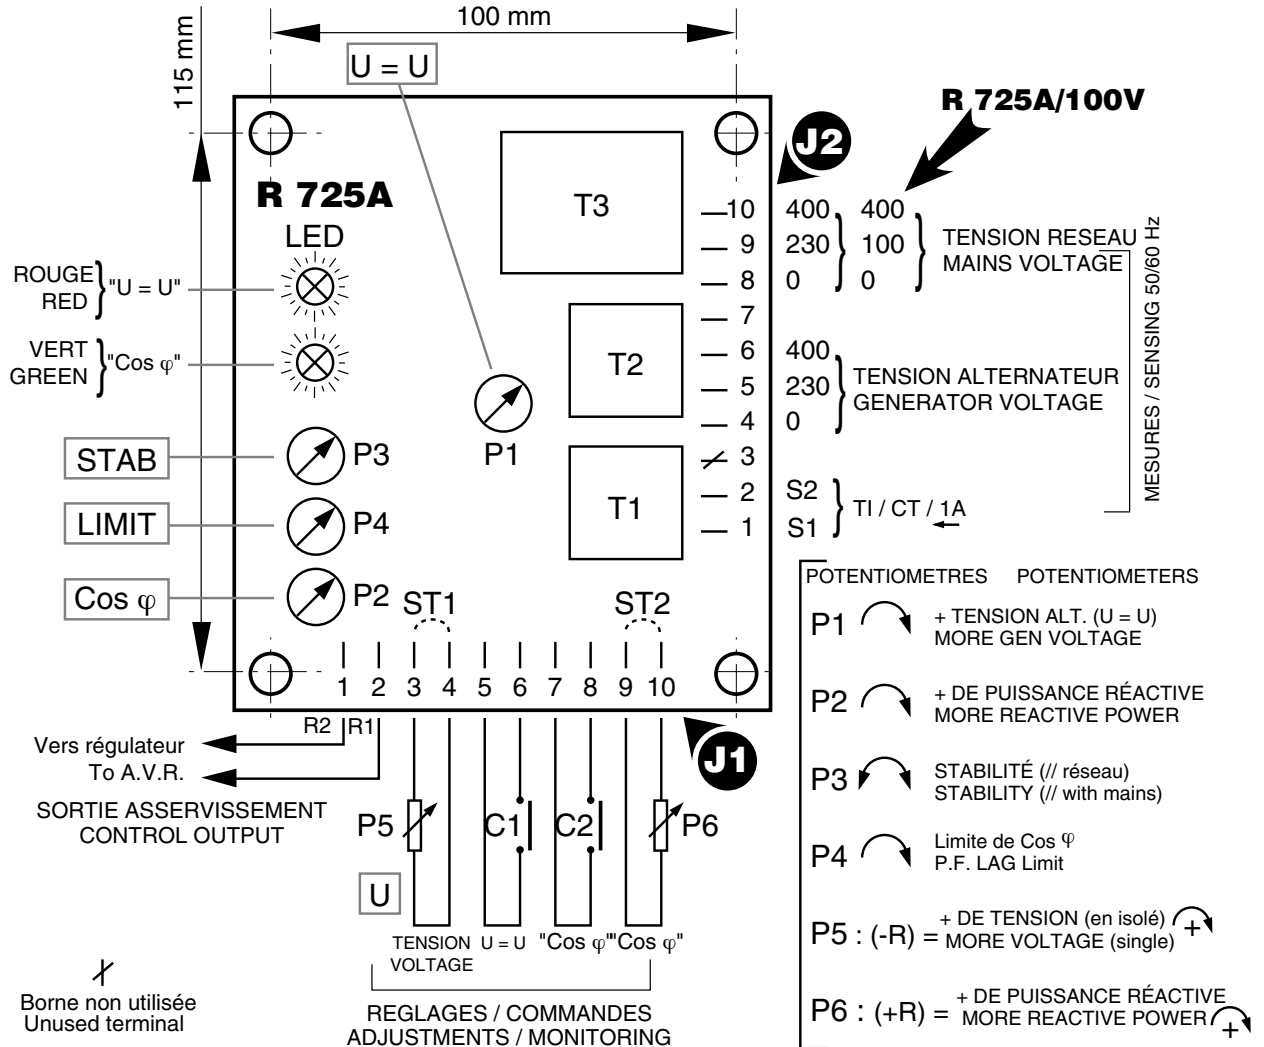 100 mm
115 mm
U = U
R 725A/100V
J2
R 725A
LED
T3
10 400 400
9 230 100
8 0 0
TENSION RESEAU
MAINS VOLTAGE
MESURES / SENSING 50/60 Hz
ROUGE
RED
"U = U"
VERT
GREEN
"Cos φ"
7
6 400
5 230
4 0
TENSION ALTERNATEUR
GENERATOR VOLTAGE
T2
P1
STAB
P3
LIMIT
P4
Cos φ
P2
T1
3
2 S2
1 S1
TI / CT / 1A
ST1
ST2
1 2 3 4 5 6 7 8 9 10
R2 R1
J1
Vers régulateur
To A.V.R.
SORTIE ASSERVISSEMENT
CONTROL OUTPUT
P5
C1
C2
P6
U
TENSION
VOLTAGE
U = U
"Cos φ"
"Cos φ"
REGLAGES / COMMANDES
ADJUSTMENTS / MONITORING
Borne non utilisée
Unused terminal
POTENTIOMETRES POTENTIOMETERS
P1
+ TENSION ALT. (U = U)
MORE GEN VOLTAGE
P2
+ DE PUISSANCE RÉACTIVE
MORE REACTIVE POWER
P3
STABILITÉ (// réseau)
STABILITY (// with mains)
P4
Limite de Cos φ
P.F. LAG Limit
P5 : (-R) =
+ DE TENSION (en isolé)
MORE VOLTAGE (single)
+
P6 : (+R) =
+ DE PUISSANCE RÉACTIVE
MORE REACTIVE POWER
+